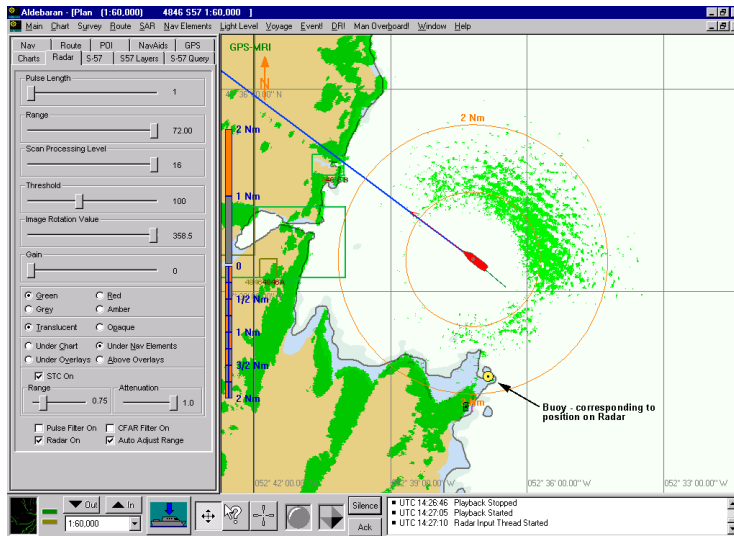 Aldebaran - [Plan (1:60,000) 4846 S57 1:60,000 ]
Main Chart Survey Route SAR Nav Elements Light Level Voyage Event! DR! Man Overboard! Window Help
Nav Route POI NavAids GPS
Charts Radar S-57 S57 Layers S-57 Query
Pulse Length
1
Range
72.00
Scan Processing Level
16
Threshold
100
Image Rotation Value
358.5
Gain
0
Green Red
Grey Amber
Translucent Opaque
Under Chart Under Nav Elements
Under Overlays Above Overlays
STC On
Range Attenuation
0.75 1.0
Pulse Filter On CFAR Filter On
Radar On Auto Adjust Range
GPS-MRI
N
2 Nm
1 Nm
0
1/2 Nm
1 Nm
3/2 Nm
2 Nm
2 Nm
Buoy - corresponding to
position on Radar
052° 42' 00.00" W
052° 39' 00.00" W
052° 36' 00.00" W
052° 33' 00.00" W
Out In
1:60,000
Silence
Ack
UTC 14:26:46 Playback Stopped
UTC 14:27:05 Playback Started
UTC 14:27:10 Radar Input Thread Started